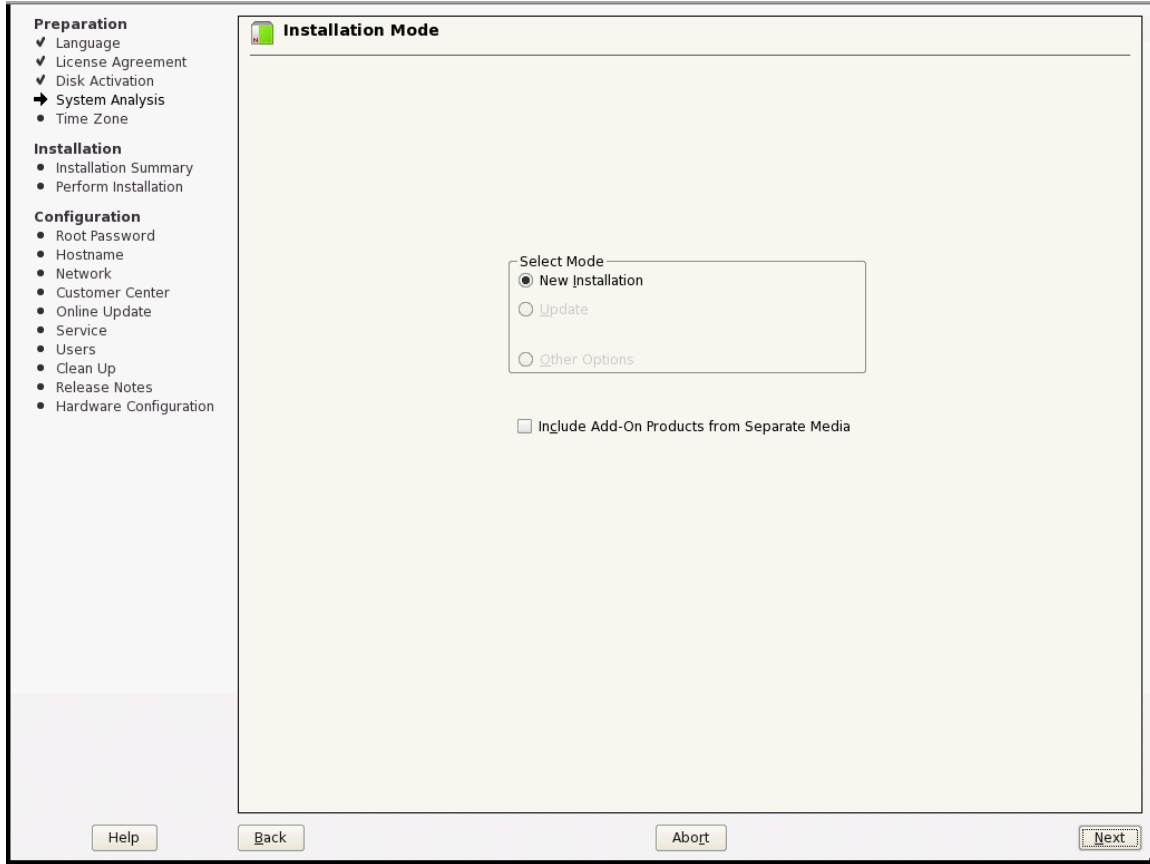 Preparation
Language
License Agreement
Disk Activation
System Analysis
Time Zone
Installation
Installation Summary
Perform Installation
Configuration
Root Password
Hostname
Network
Customer Center
Online Update
Service
Users
Clean Up
Release Notes
Hardware Configuration
N
Installation Mode
Select Mode
New Installation
Update
Other Options
Include Add-On Products from Separate Media
Help
Back
Abort
Next